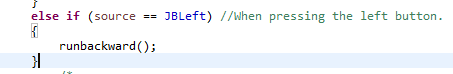 }
else if (source == JBLeft) //When pressing the left button.
{
runbackward();
}
/*